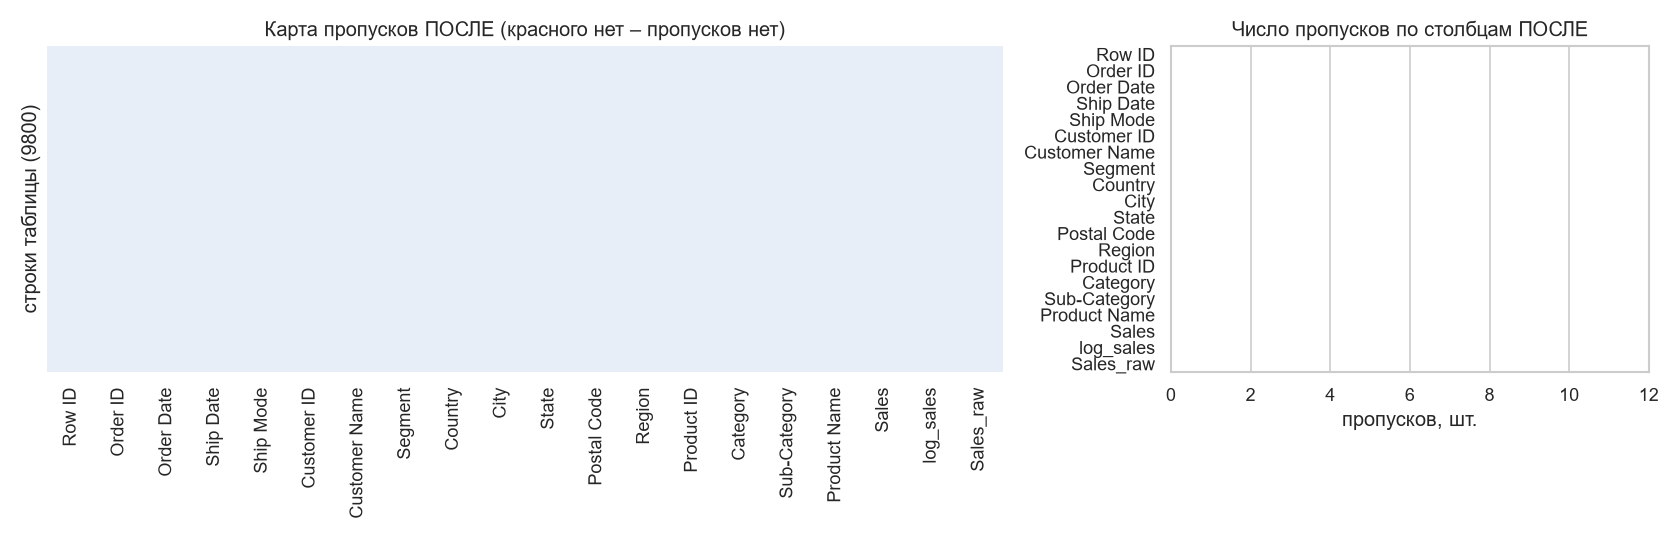 Карта пропусков ПОСЛЕ (красного нет – пропусков нет)
строки таблицы (9800)
Row ID
Order ID
Order Date
Ship Date
Ship Mode
Customer ID
Customer Name
Segment
Country
City
State
Postal Code
Region
Product ID
Category
Sub-Category
Product Name
Sales
log_sales
Sales_raw
Число пропусков по столбцам ПОСЛЕ
Row ID
Order ID
Order Date
Ship Date
Ship Mode
Customer ID
Customer Name
Segment
Country
City
State
Postal Code
Region
Product ID
Category
Sub-Category
Product Name
Sales
log_sales
Sales_raw
0 2 4 6 8 10 12
пропусков, шт.